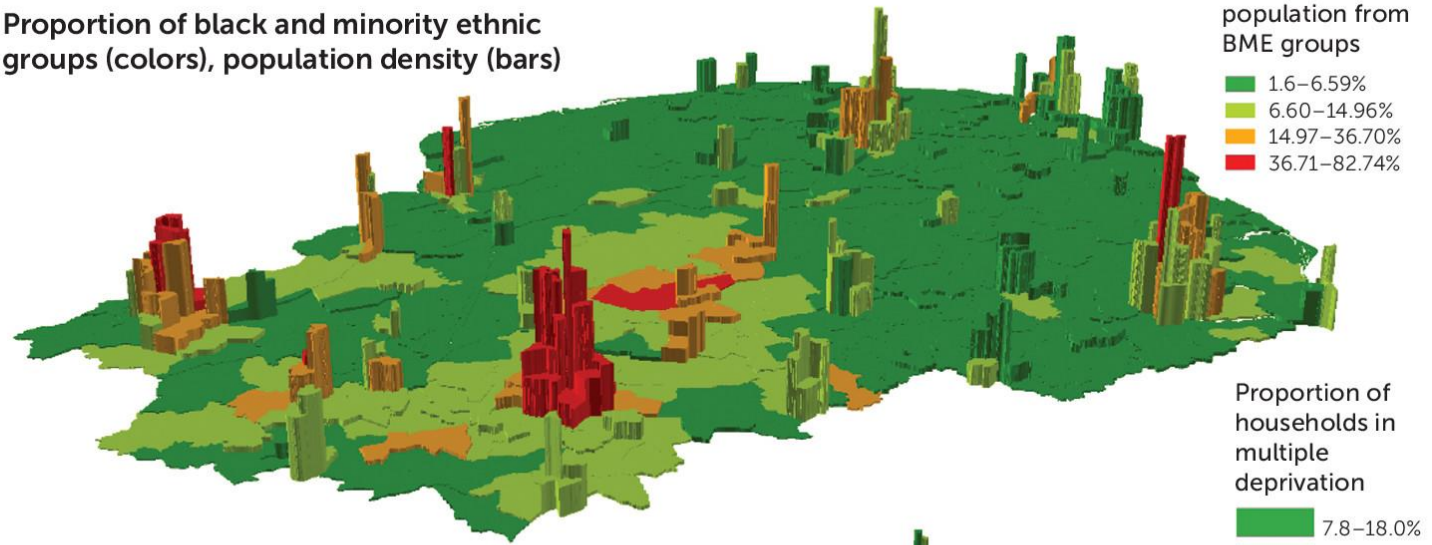 Proportion of black and minority ethnic
groups (colors), population density (bars)
population from
BME groups
1.6–6.59%
6.60–14.96%
14.97–36.70%
36.71–82.74%
Proportion of
households in
multiple
deprivation
7.8–18.0%